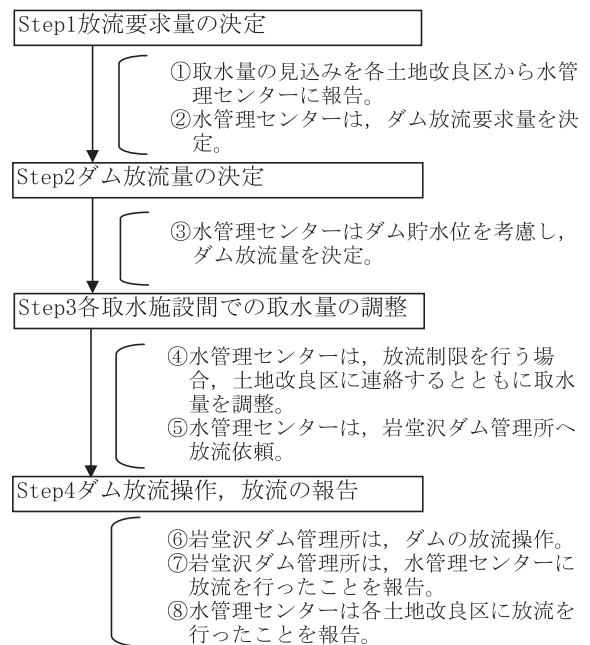 Step1放流要求量の決定
①取水量の見込みを各土地改良区から水管
理センターに報告。
②水管理センターは，ダム放流要求量を決
定。
Step2ダム放流量の決定
③水管理センターはダム貯水位を考慮し，
ダム放流量を決定。
Step3各取水施設間での取水量の調整
④水管理センターは，放流制限を行う場
合，土地改良区に連絡するとともに取水
量を調整。
⑤水管理センターは，岩堂沢ダム管理所へ
放流依頼。
Step4ダム放流操作，放流の報告
⑥岩堂沢ダム管理所は，ダムの放流操作。
⑦岩堂沢ダム管理所は，水管理センターに
放流を行ったことを報告。
⑧水管理センターは各土地改良区に放流を
行ったことを報告。